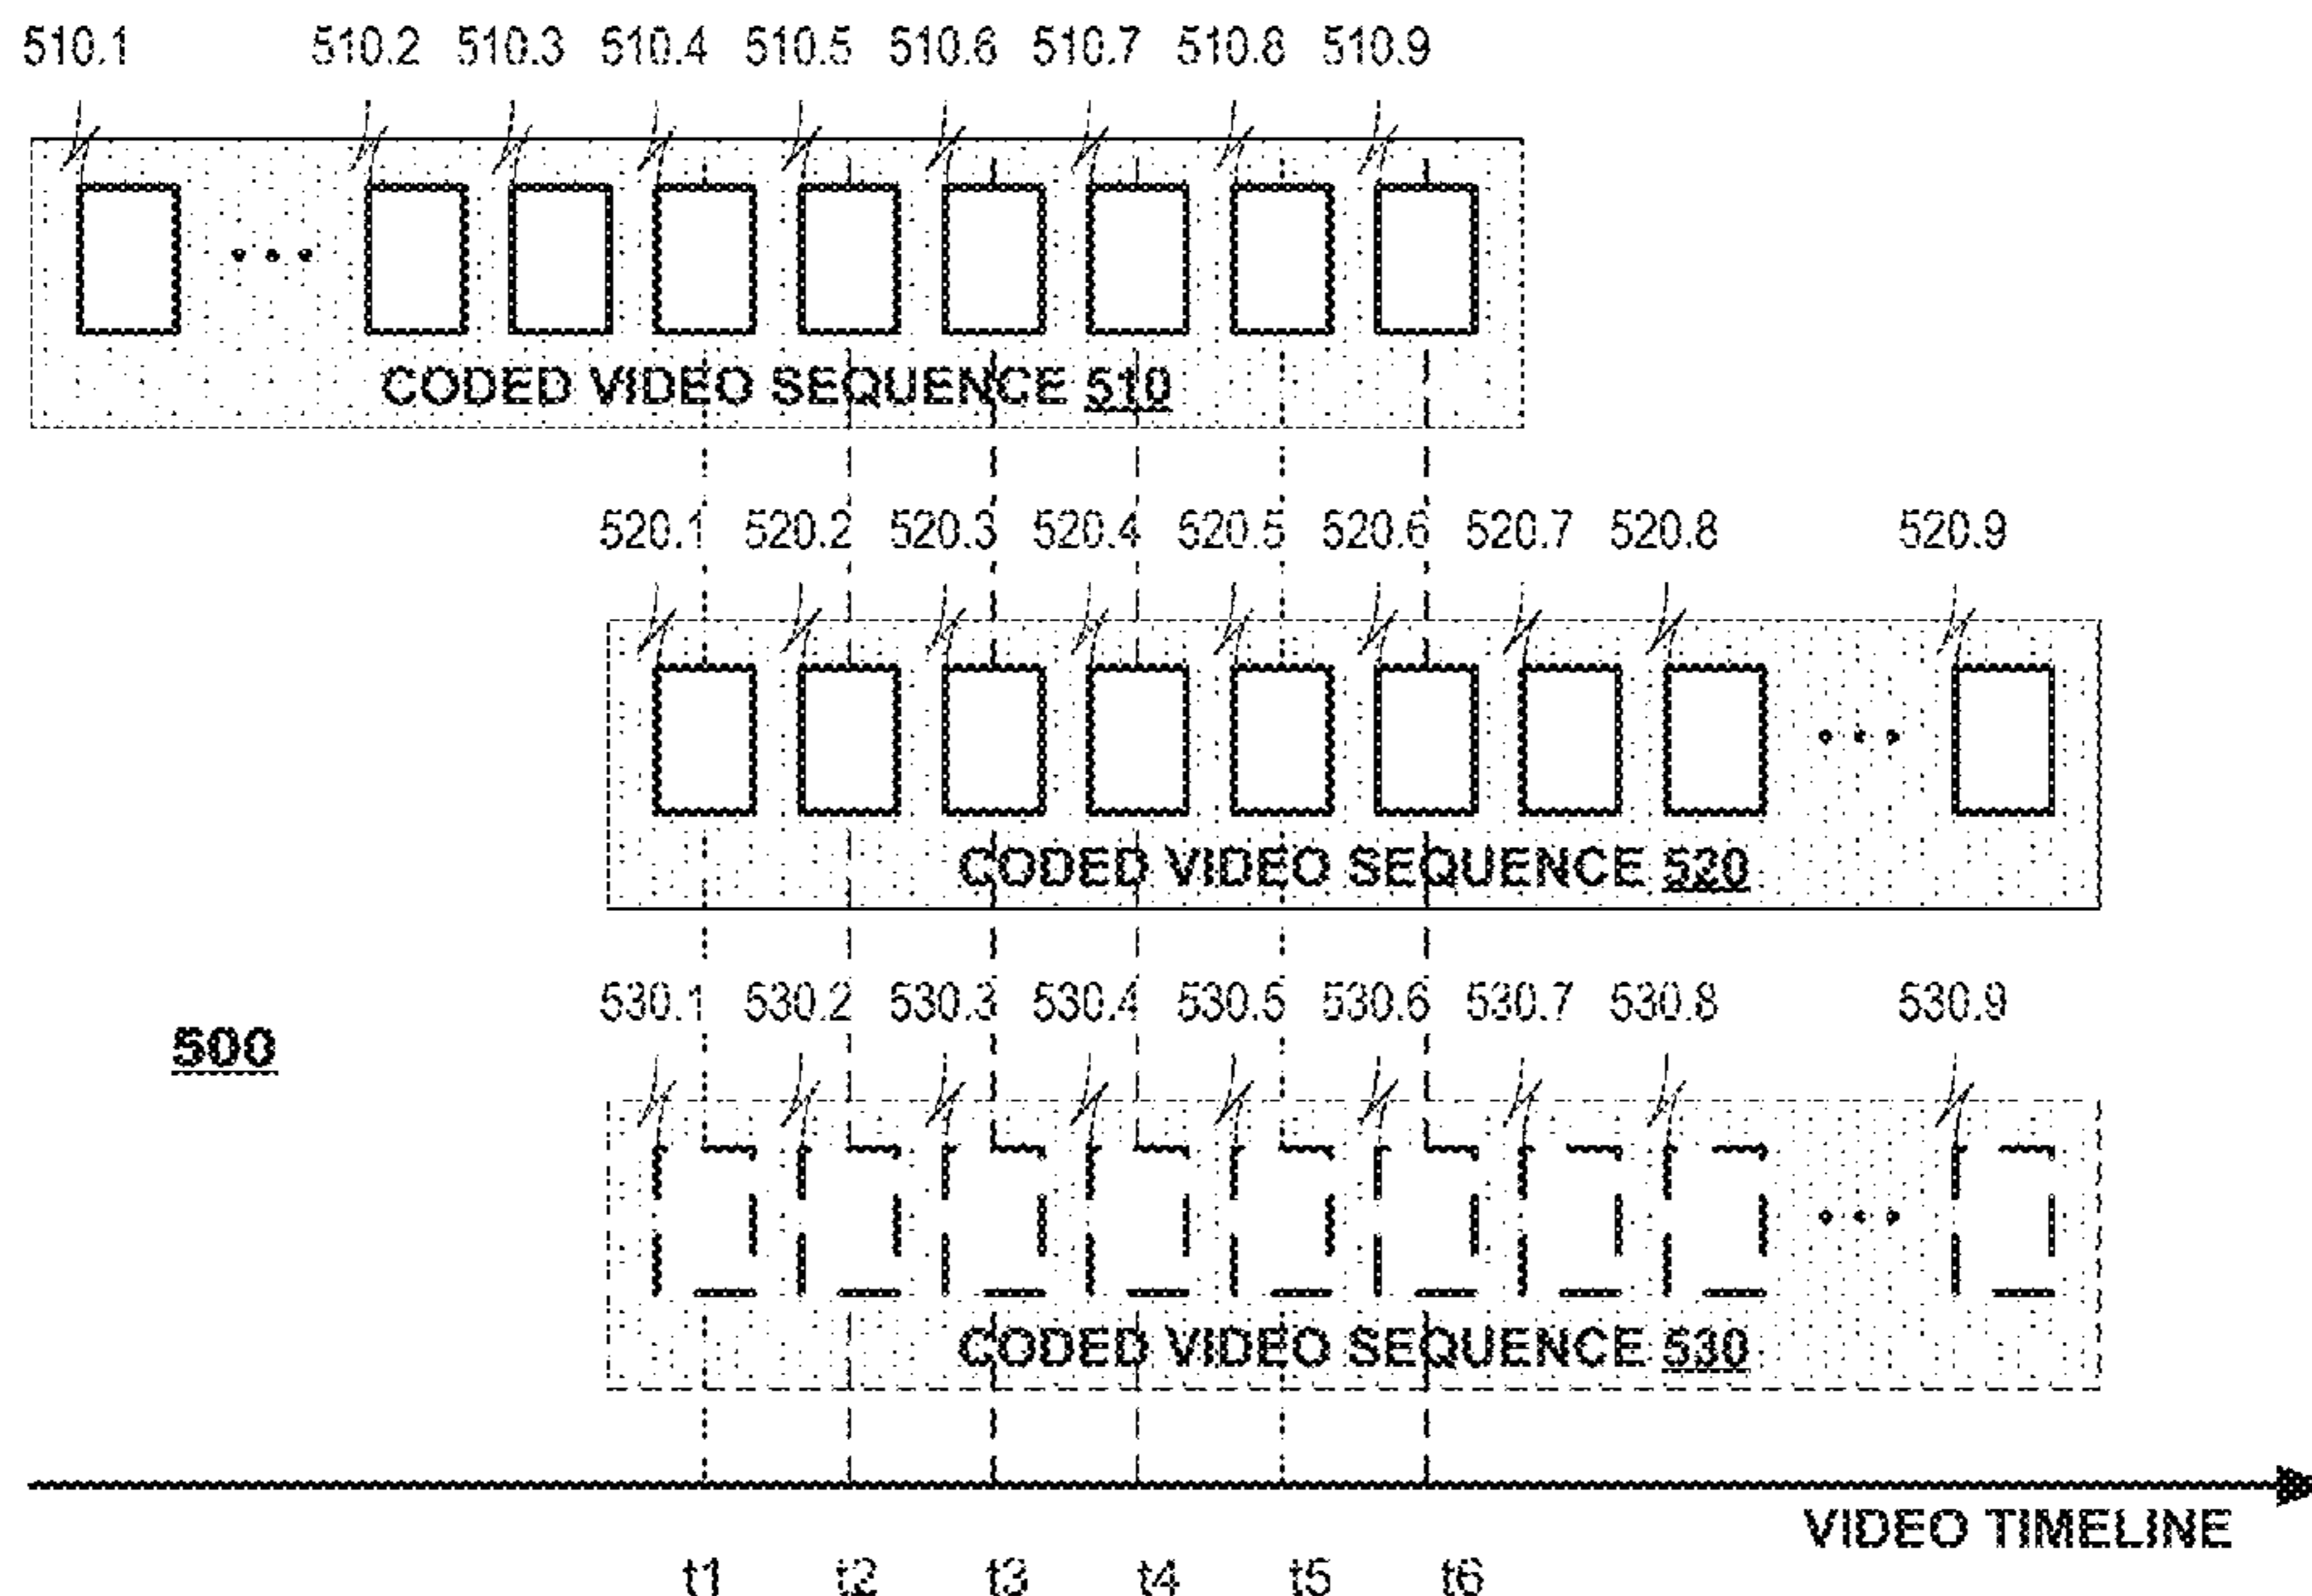 510.1 510.2 510.3 510.4 510.5 510.6 510.7 510.8 510.9
CODED VIDEO SEQUENCE 510
520.1 520.2 520.3 520.4 520.5 520.6 520.7 520.8 520.9
CODED VIDEO SEQUENCE 520
530.1 530.2 530.3 530.4 530.5 530.6 530.7 530.8 530.9
500
CODED VIDEO SEQUENCE 530
VIDEO TIMELINE
t1 t2 t3 t4 t5 t6